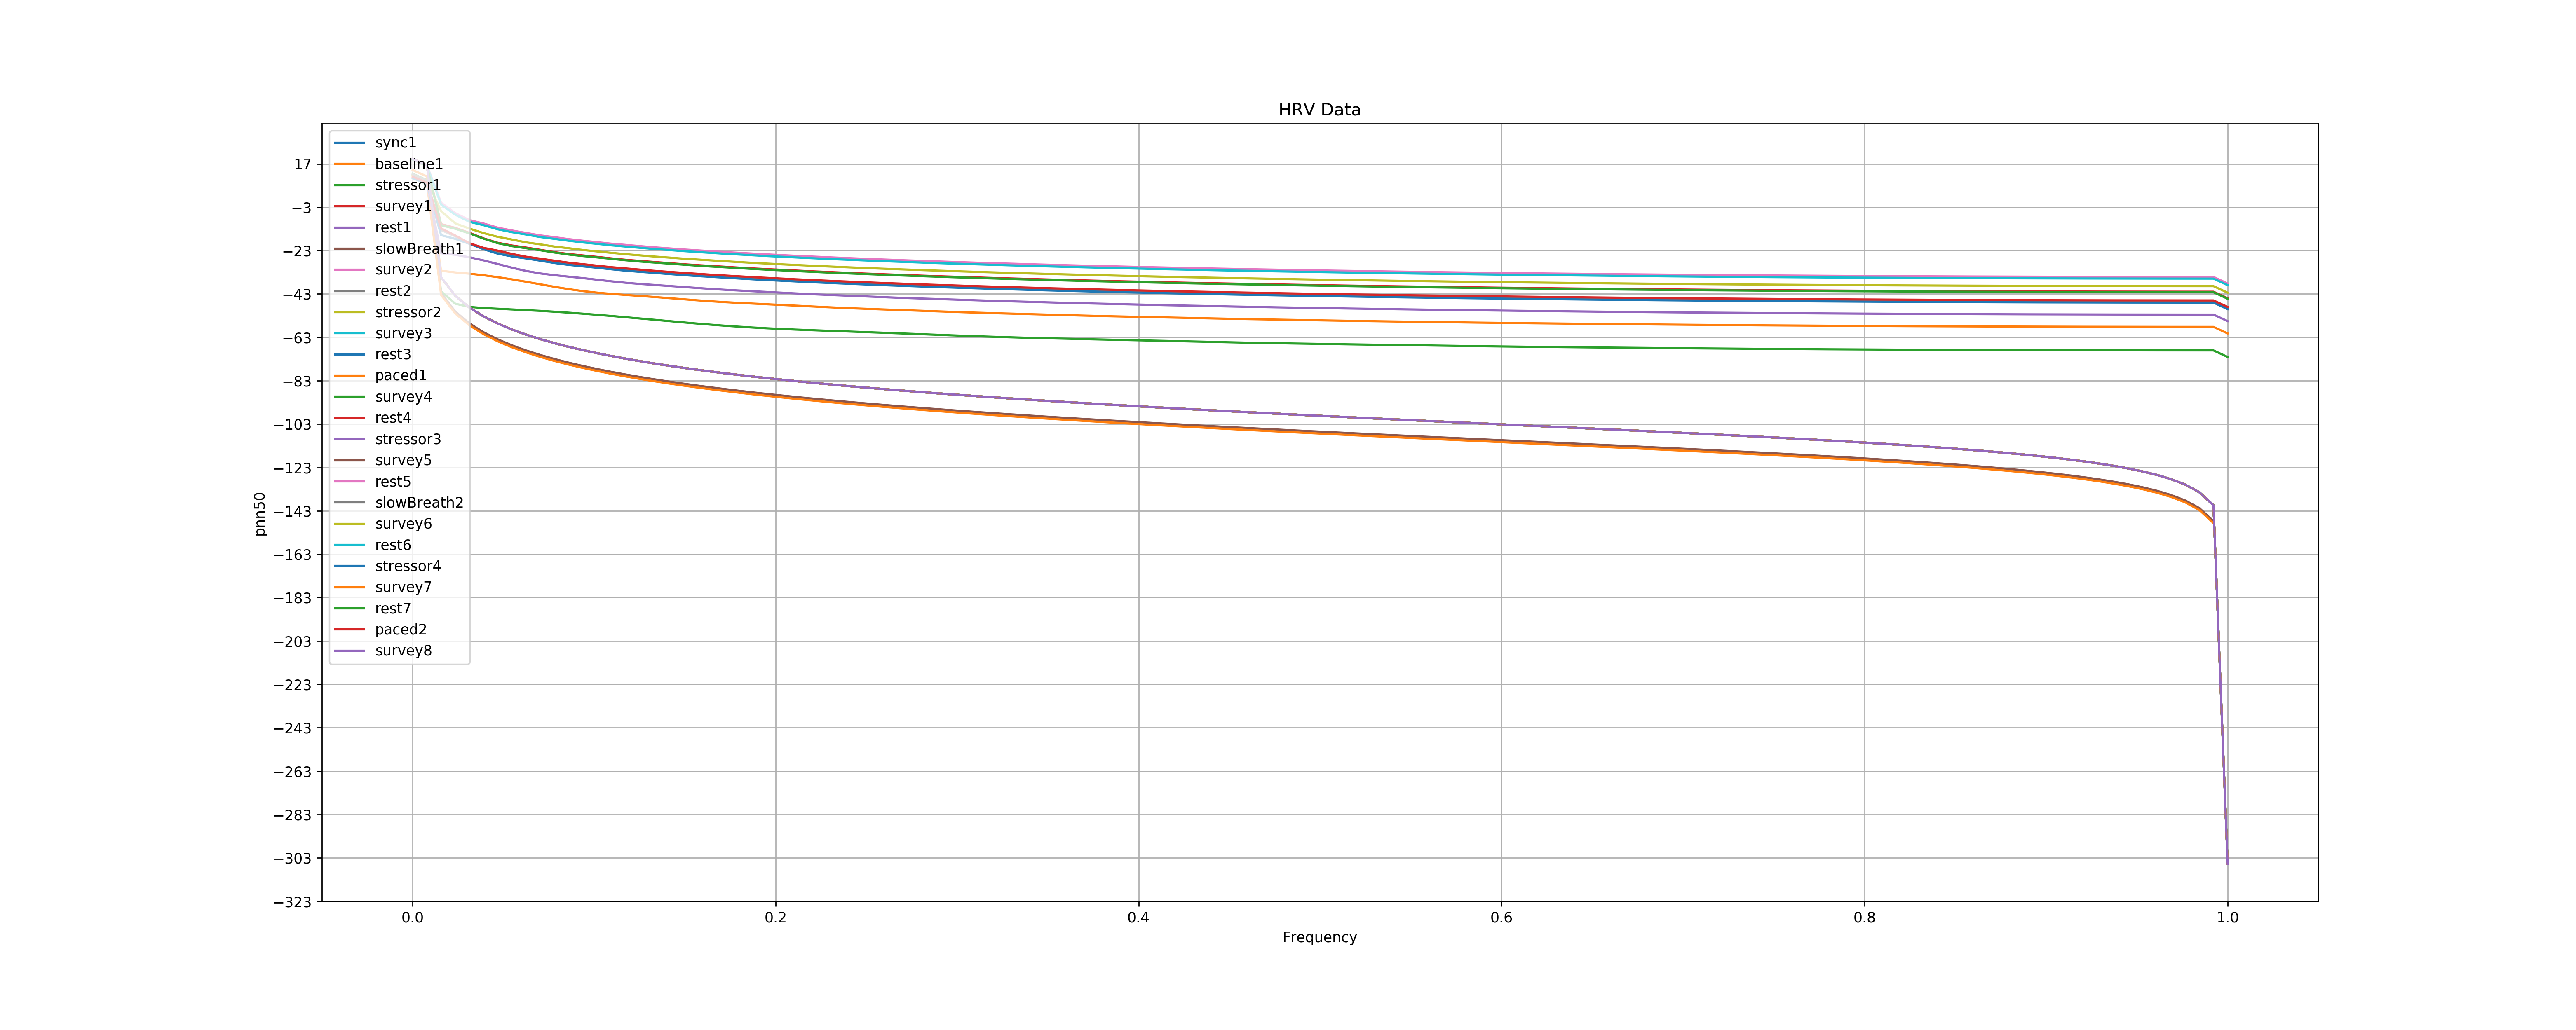 HRV Data
sync1
baseline1
stressor1
survey1
rest1
slowBreath1
survey2
rest2
stressor2
survey3
rest3
paced1
survey4
rest4
stressor3
survey5
rest5
slowBreath2
survey6
rest6
stressor4
survey7
rest7
paced2
survey8
17
−3
−23
−43
−63
−83
−103
−123
−143
−163
−183
−203
−223
−243
−263
−283
−303
−323
pnn50
0.0 0.2 0.4 0.6 0.8 1.0
Frequency